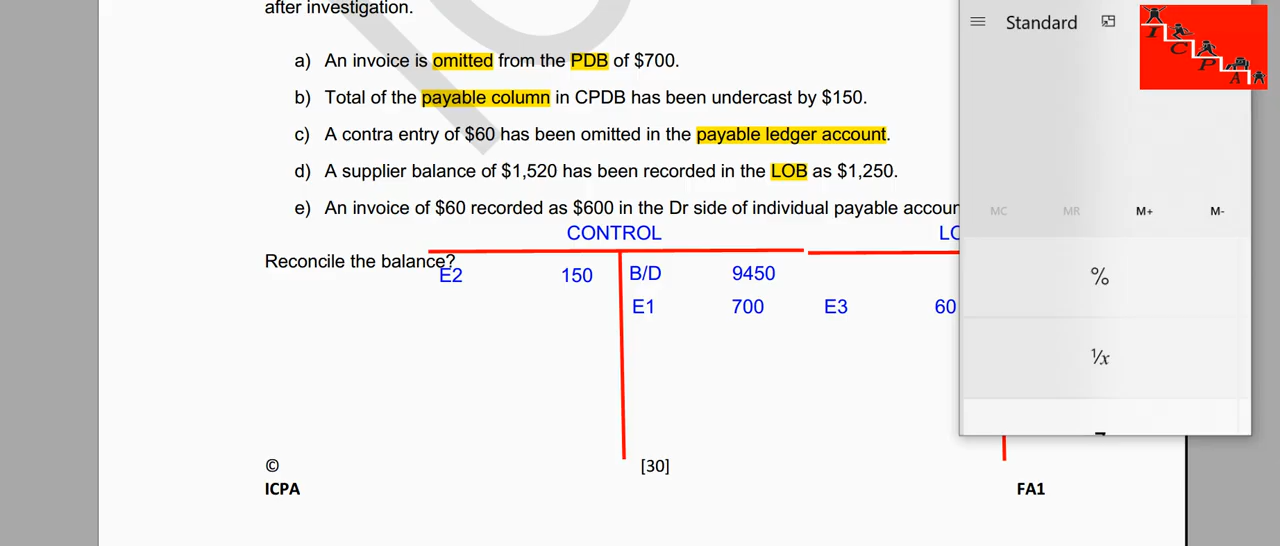 after investigation.
a) An invoice is omitted from the PDB of $700.
b) Total of the payable column in CPDB has been undercast by $150.
c) A contra entry of $60 has been omitted in the payable ledger account.
d) A supplier balance of $1,520 has been recorded in the LOB as $1,250.
e) An invoice of $60 recorded as $600 in the Dr side of individual payable accoun
CONTROL LO
Reconcile the balance?
E2 150 B/D 9450
E1 700 E3 60
© [30]
ICPA FA1
Standard
MC MR M+ M-
%
¹/x
I C P A